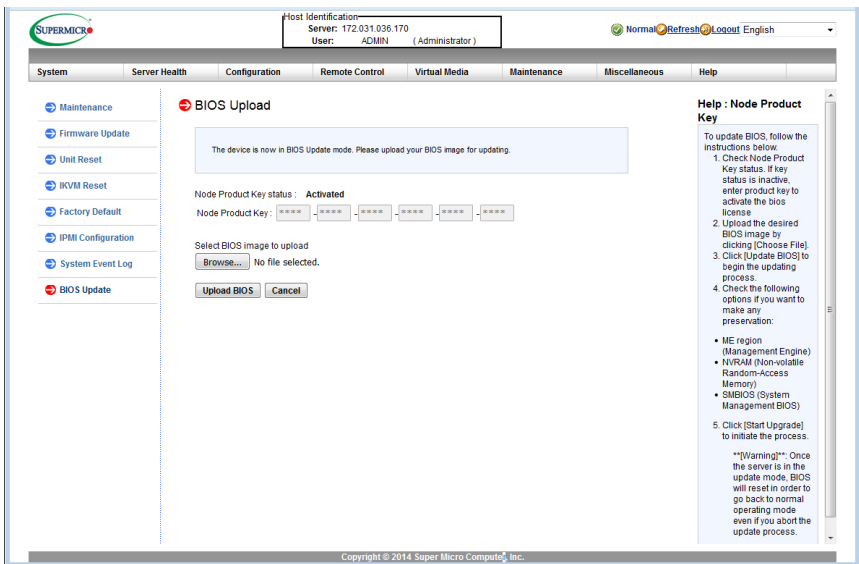 SUPERMICR
Host Identification
Server: 172.031.036.170
User: ADMIN (Administrator)
Normal Refresh Logout English
System Server Health Configuration Remote Control Virtual Media Maintenance Miscellaneous Help
Maintenance
Firmware Update
Unit Reset
IKVM Reset
Factory Default
IPMI Configuration
System Event Log
BIOS Update
BIOS Upload
The device is now in BIOS Update mode. Please upload your BIOS image for updating.
Node Product Key status : Activated
Node Product Key : **** - **** - **** - **** - **** - ****
Select BIOS image to upload
Browse... No file selected.
Upload BIOS Cancel
Help : Node Product
Key
To update BIOS, follow the
instructions below.
1. Check Node Product
Key status. If key
status is inactive,
enter product key to
activate the bios
license
2. Upload the desired
BIOS image by
clicking [Choose File].
3. Click [Update BIOS] to
begin the updating
process.
4. Check the following
options if you want to
make any
preservation:
• ME region
(Management Engine)
• NVRAM (Non-volatile
Random-Access
Memory)
• SMBIOS (System
Management BIOS)
5. Click [Start Upgrade]
to initiate the process.
**[Warning]**: Once
the server is in the
update mode, BIOS
will reset in order to
go back to normal
operating mode
even if you abort the
update process.
Copyright © 2014 Super Micro Computer, Inc.